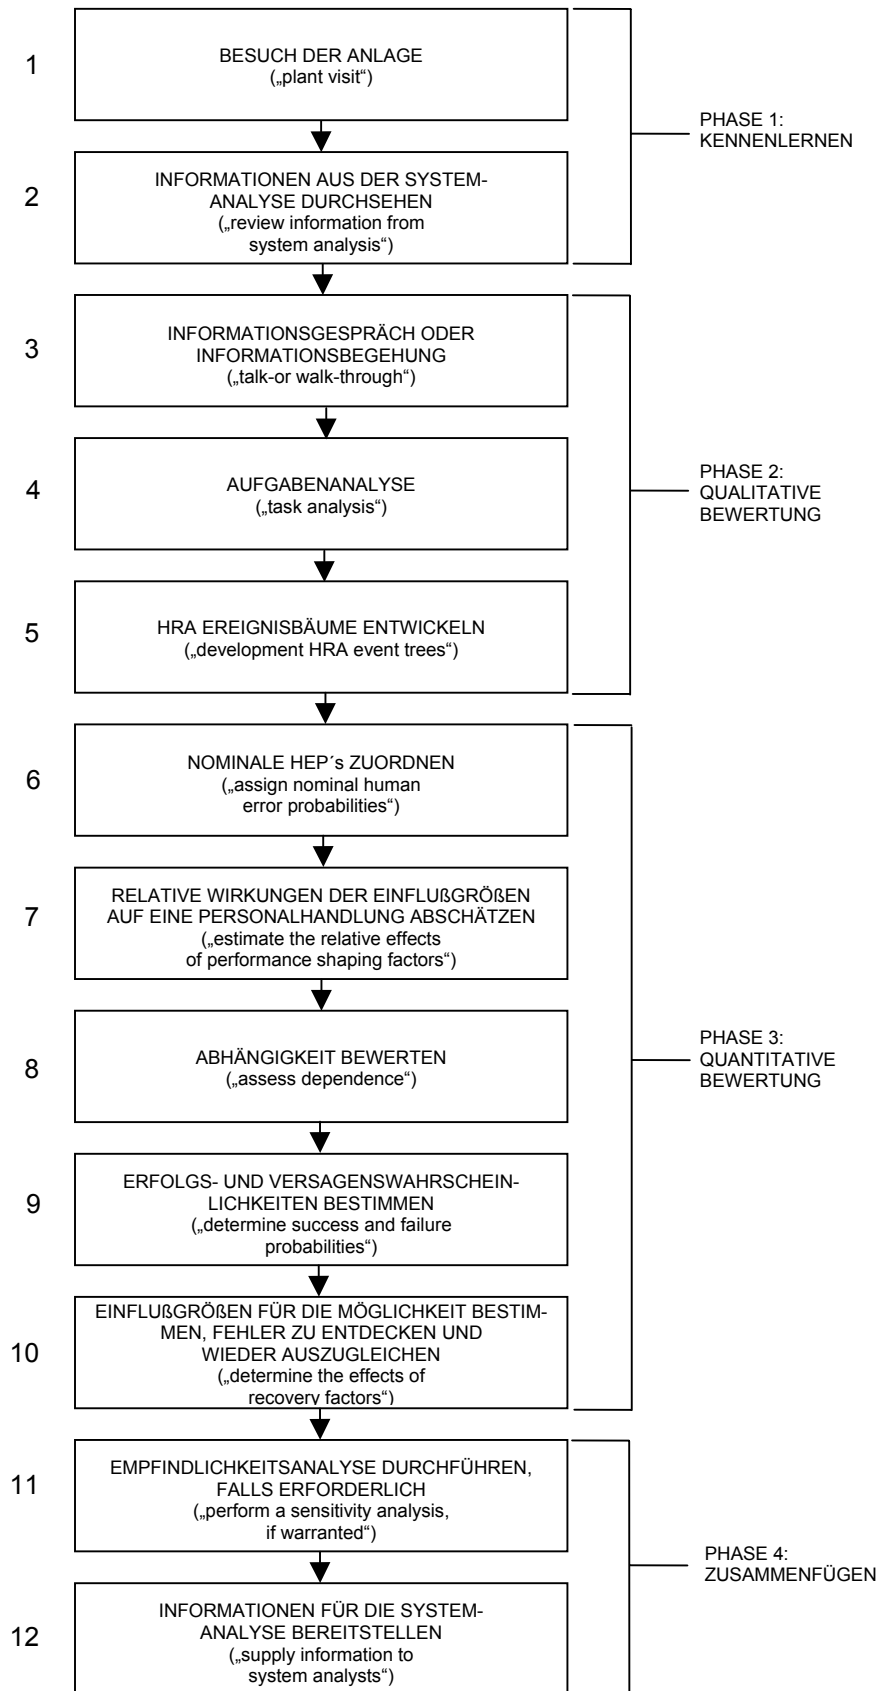 1
BESUCH DER ANLAGE
(„plant visit“)
PHASE 1:
KENNENLERNEN
2
INFORMATIONEN AUS DER SYSTEM-
ANALYSE DURCHSEHEN
(„review information from
system analysis“)
3
INFORMATIONSGESPRÄCH ODER
INFORMATIONSBEGEHUNG
(„talk-or walk-through“)
4
AUFGABENANALYSE
(„task analysis“)
PHASE 2:
QUALITATIVE
BEWERTUNG
5
HRA EREIGNISBÄUME ENTWICKELN
(„development HRA event trees“)
6
NOMINALE HEP´s ZUORDNEN
(„assign nominal human
error probabilities“)
7
RELATIVE WIRKUNGEN DER EINFLUßGRÖßEN
AUF EINE PERSONALHANDLUNG ABSCHÄTZEN
(„estimate the relative effects
of performance shaping factors“)
8
ABHÄNGIGKEIT BEWERTEN
(„assess dependence“)
PHASE 3:
QUANTITATIVE
BEWERTUNG
9
ERFOLGS- UND VERSAGENSWAHRSCHEIN-
LICHKEITEN BESTIMMEN
(„determine success and failure
probabilities“)
10
EINFLUßGRÖßEN FÜR DIE MÖGLICHKEIT BESTIM-
MEN, FEHLER ZU ENTDECKEN UND
WIEDER AUSZUGLEICHEN
(„determine the effects of
recovery factors“)
11
EMPFINDLICHKEITSANALYSE DURCHFÜHREN,
FALLS ERFORDERLICH
(„perform a sensitivity analysis,
if warranted“)
PHASE 4:
ZUSAMMENFÜGEN
12
INFORMATIONEN FÜR DIE SYSTEM-
ANALYSE BEREITSTELLEN
(„supply information to
system analysts“)